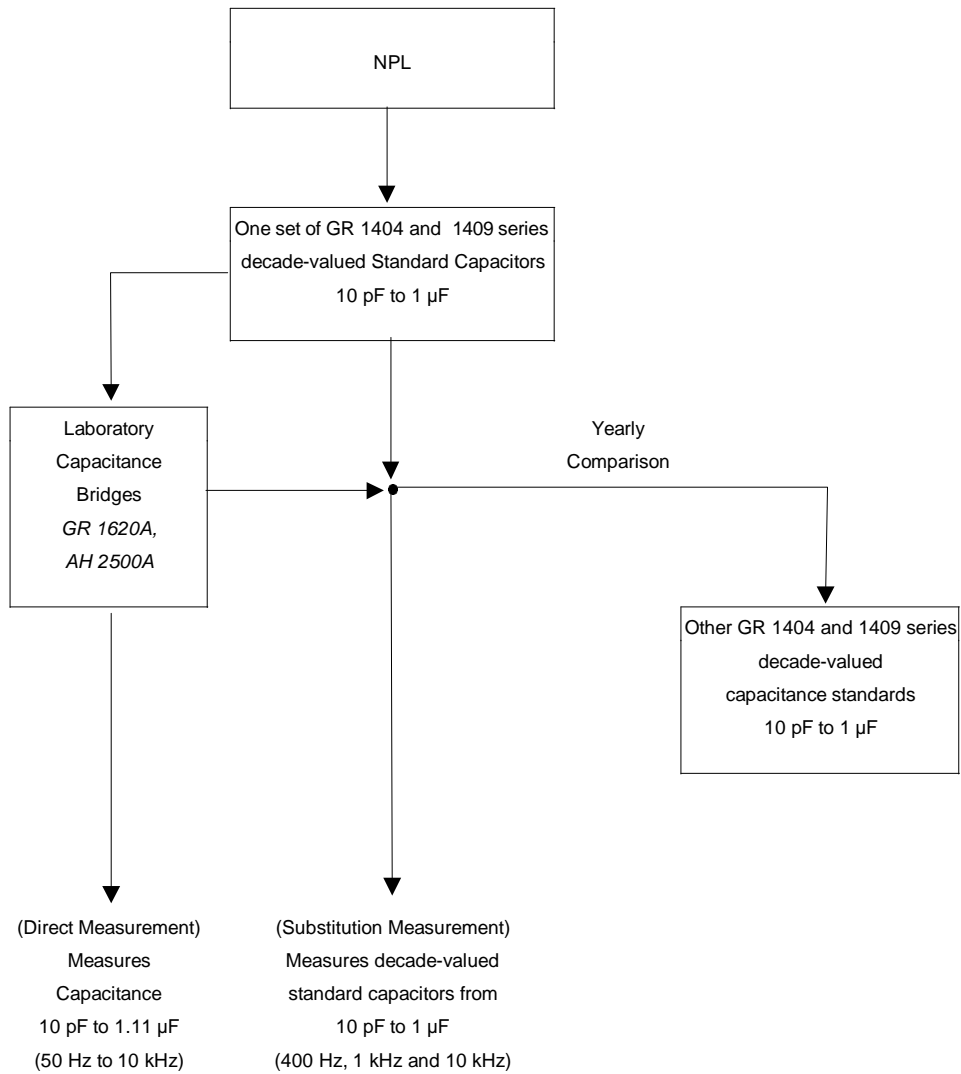 NPL
One set of GR 1404 and 1409 series
decade-valued Standard Capacitors
10 pF to 1 µF
Laboratory
Capacitance
Bridges
GR 1620A,
AH 2500A
Yearly
Comparison
Other GR 1404 and 1409 series
decade-valued
capacitance standards
10 pF to 1 µF
(Direct Measurement)
Measures
Capacitance
10 pF to 1.11 µF
(50 Hz to 10 kHz)
(Substitution Measurement)
Measures decade-valued
standard capacitors from
10 pF to 1 µF
(400 Hz, 1 kHz and 10 kHz)